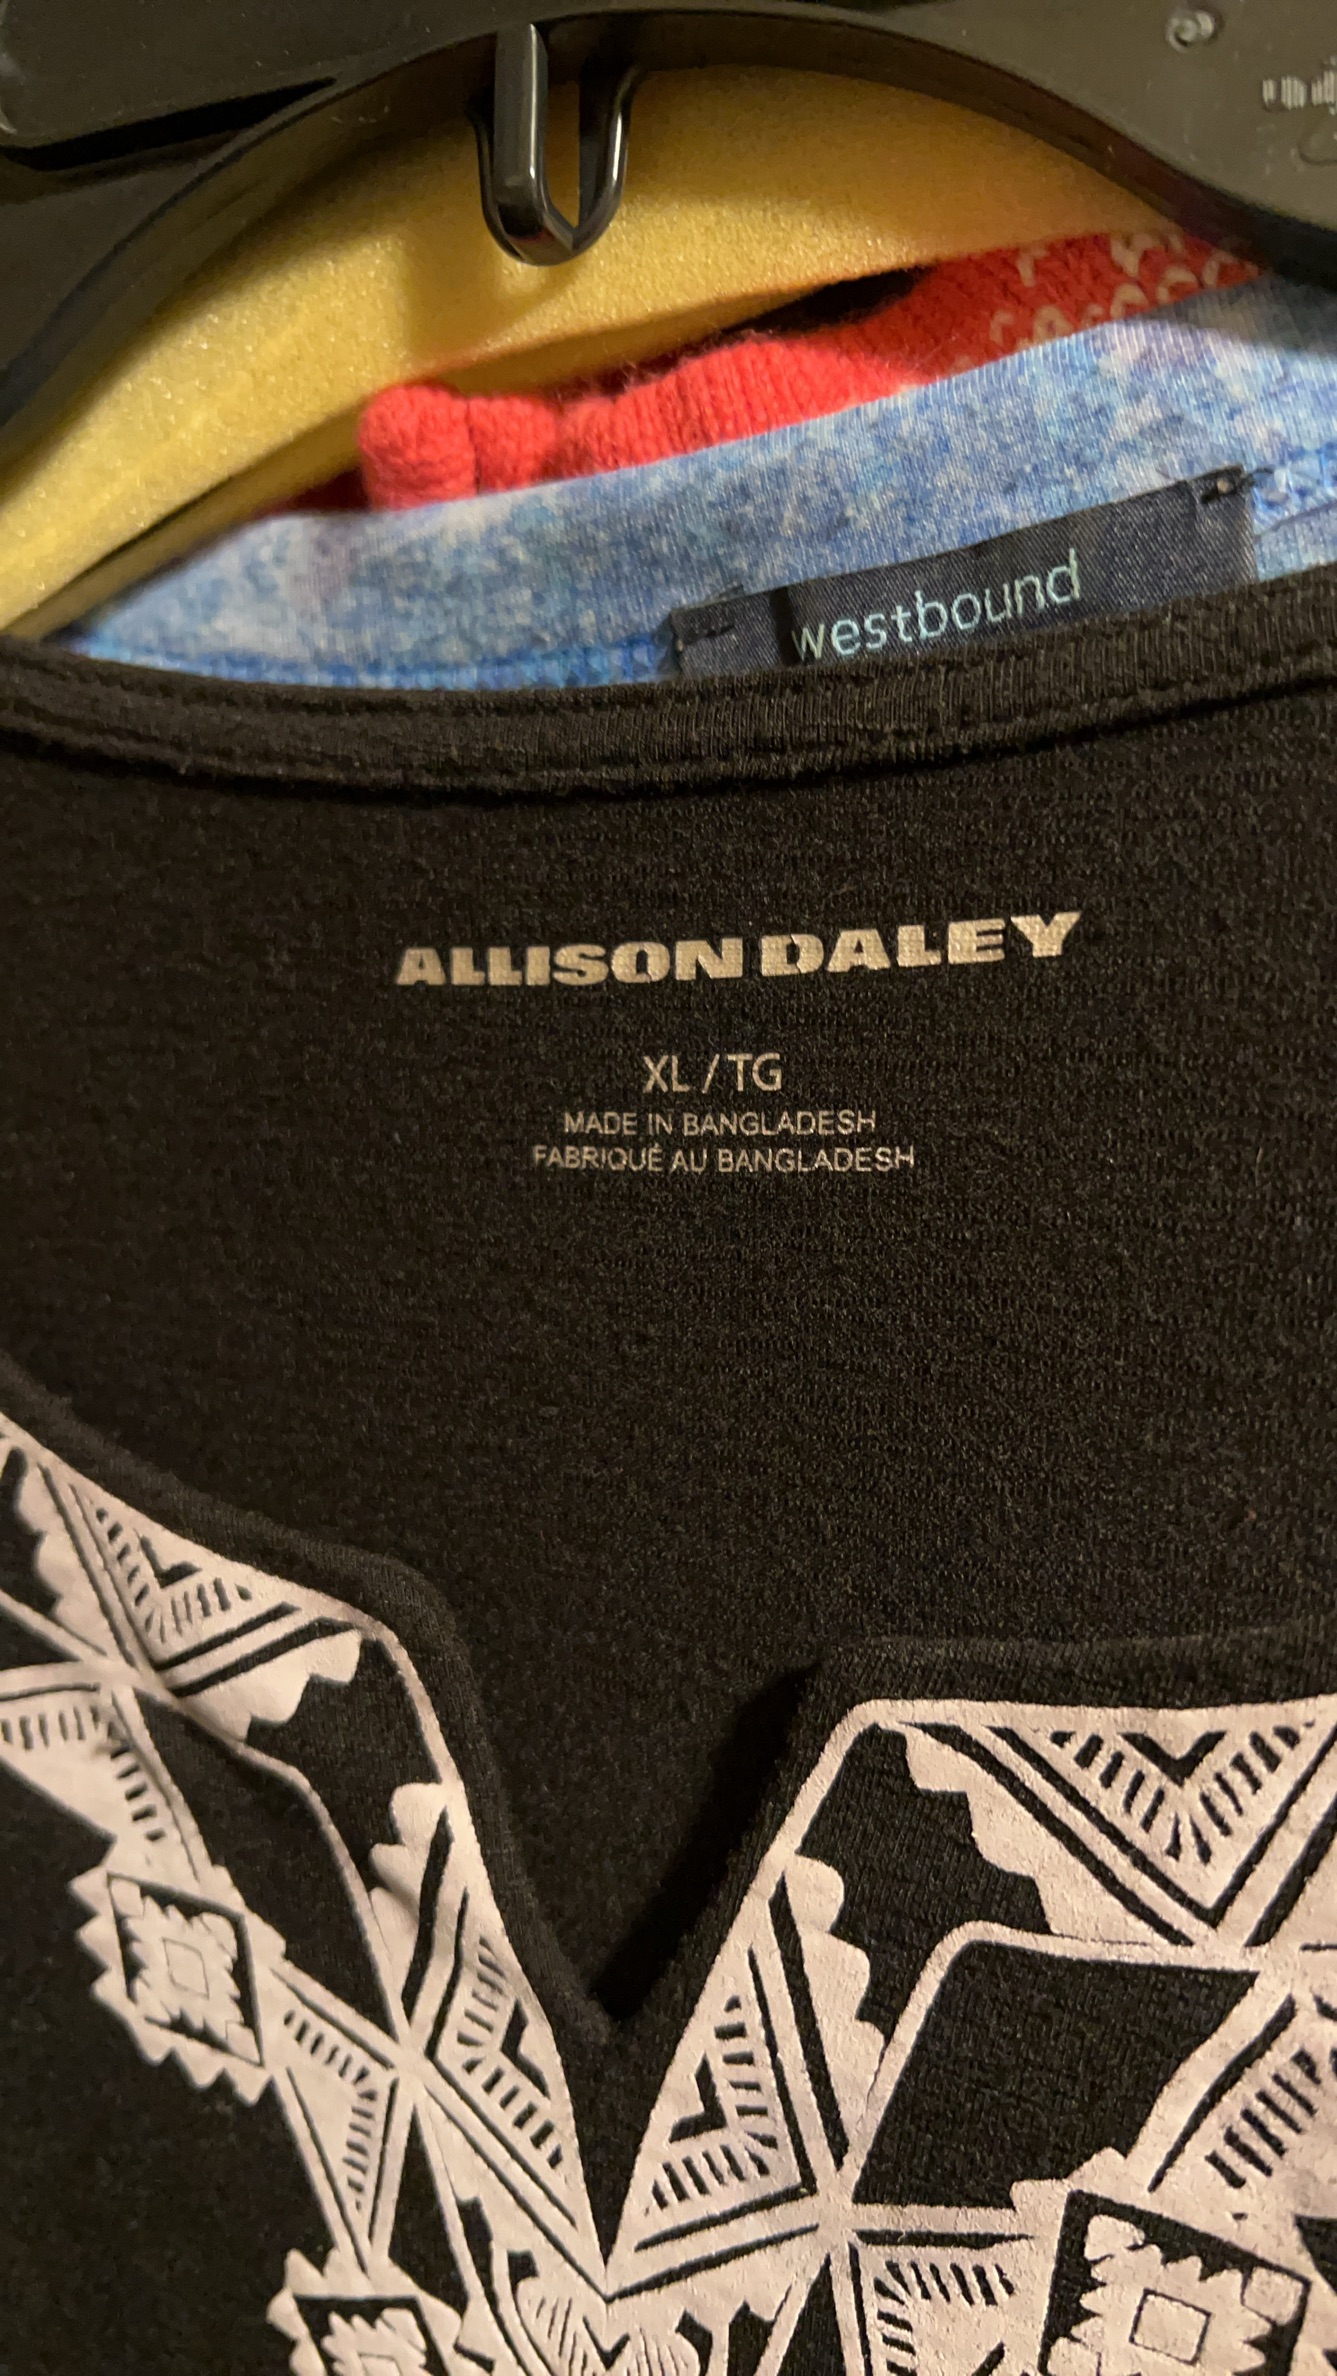 westbound
ALLISON DALEY
XL / TG
MADE IN BANGLADESH
FABRIQUÉ AU BANGLADESH